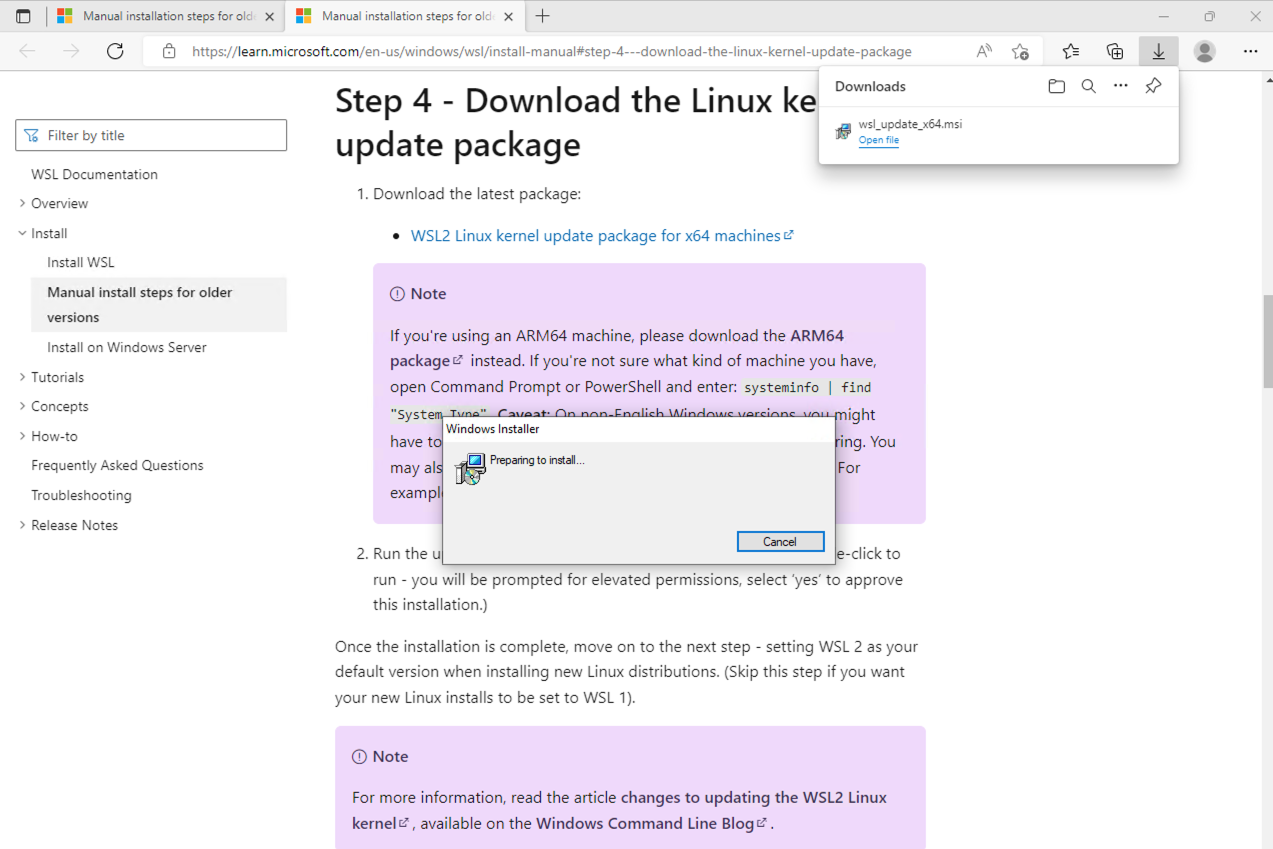 Manual installation steps for old
Manual installation steps for old
https://learn.microsoft.com/en-us/windows/wsl/install-manual#step-4---download-the-linux-kernel-update-package
Downloads
wsl_update_x64.msi
Open file
Filter by title
WSL Documentation
Overview
Install
Install WSL
Manual install steps for older
versions
Install on Windows Server
Tutorials
Concepts
How-to
Frequently Asked Questions
Troubleshooting
Release Notes
Step 4 - Download the Linux ke
update package
1. Download the latest package:
• WSL2 Linux kernel update package for x64 machines
Note
If you're using an ARM64 machine, please download the ARM64
package instead. If you're not sure what kind of machine you have,
open Command Prompt or PowerShell and enter: systeminfo | find
"System Type". Caveat: On non-English Windows versions, you might
have to ring. You
may als For
example
Windows Installer
Preparing to install...
Cancel
2. Run the u e-click to
run - you will be prompted for elevated permissions, select ‘yes’ to approve
this installation.)
Once the installation is complete, move on to the next step - setting WSL 2 as your
default version when installing new Linux distributions. (Skip this step if you want
your new Linux installs to be set to WSL 1).
Note
For more information, read the article changes to updating the WSL2 Linux
kernel, available on the Windows Command Line Blog.